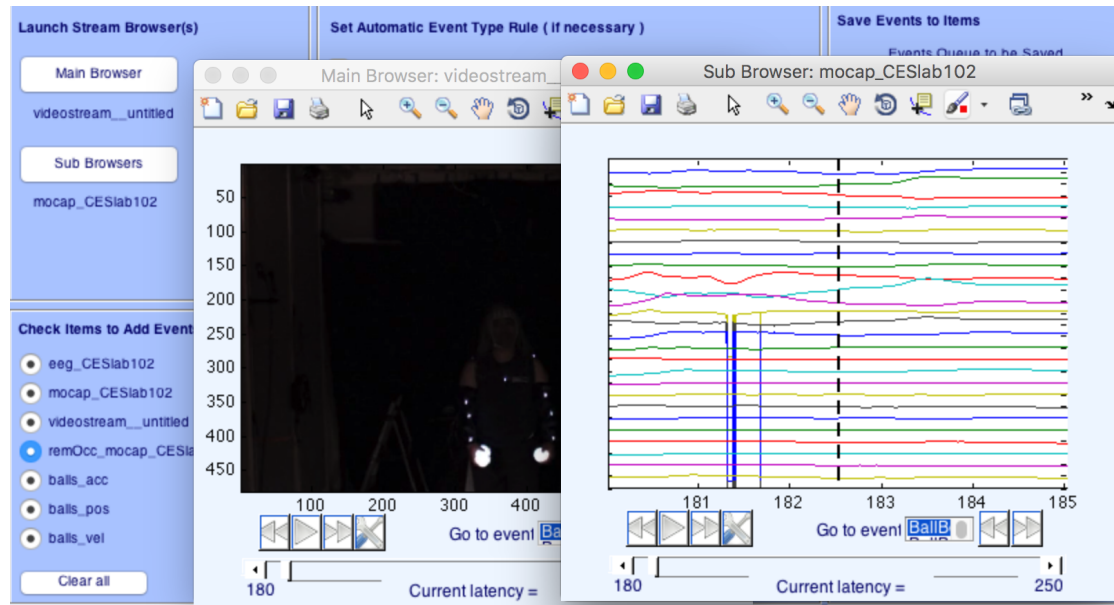 Launch Stream Browser(s)
Set Automatic Event Type Rule ( if necessary )
Save Events to Items
Events Queue to be Saved
Main Browser
videostream__untitled
Sub Browsers
mocap_CESlab102
Main Browser: videostream_
50
100
150
200
250
300
350
400
450
100
200
300
400
Go to event
Ba
Current latency =
180
Sub Browser: mocap_CESlab102
181
182
183
184
185
Go to event
BallB
Current latency =
180
250
Check Items to Add Event
eeg_CESlab102
mocap_CESlab102
videostream__untitled
remOcc_mocap_CESla
balls_acc
balls_pos
balls_vel
Clear all